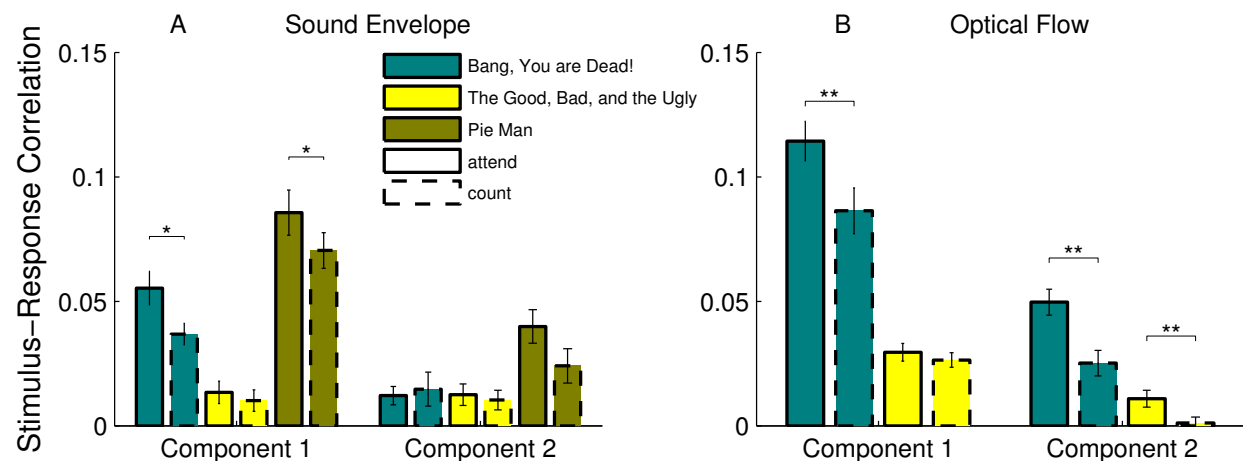 A Sound Envelope
B Optical Flow
Stimulus−Response Correlation
0.15
0.1
0.05
0
Bang, You are Dead!
The Good, Bad, and the Ugly
Pie Man
attend
count
*
*
Component 1 Component 2
0.15
0.1
0.05
0
**
**
**
Component 1 Component 2